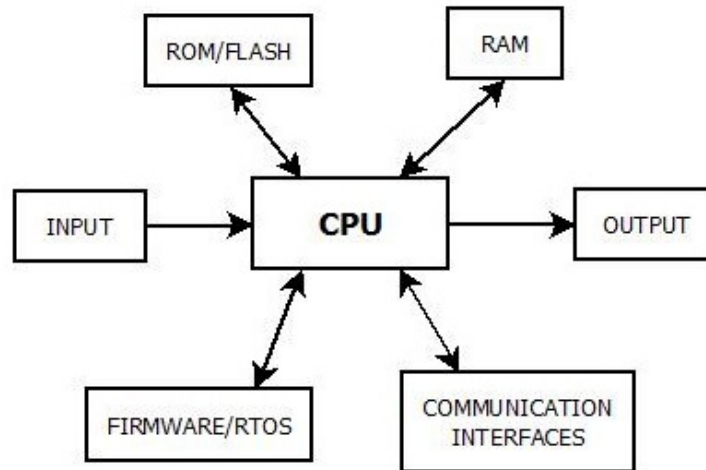 ROM/FLASH
RAM
INPUT
CPU
OUTPUT
FIRMWARE/RTOS
COMMUNICATION
INTERFACES